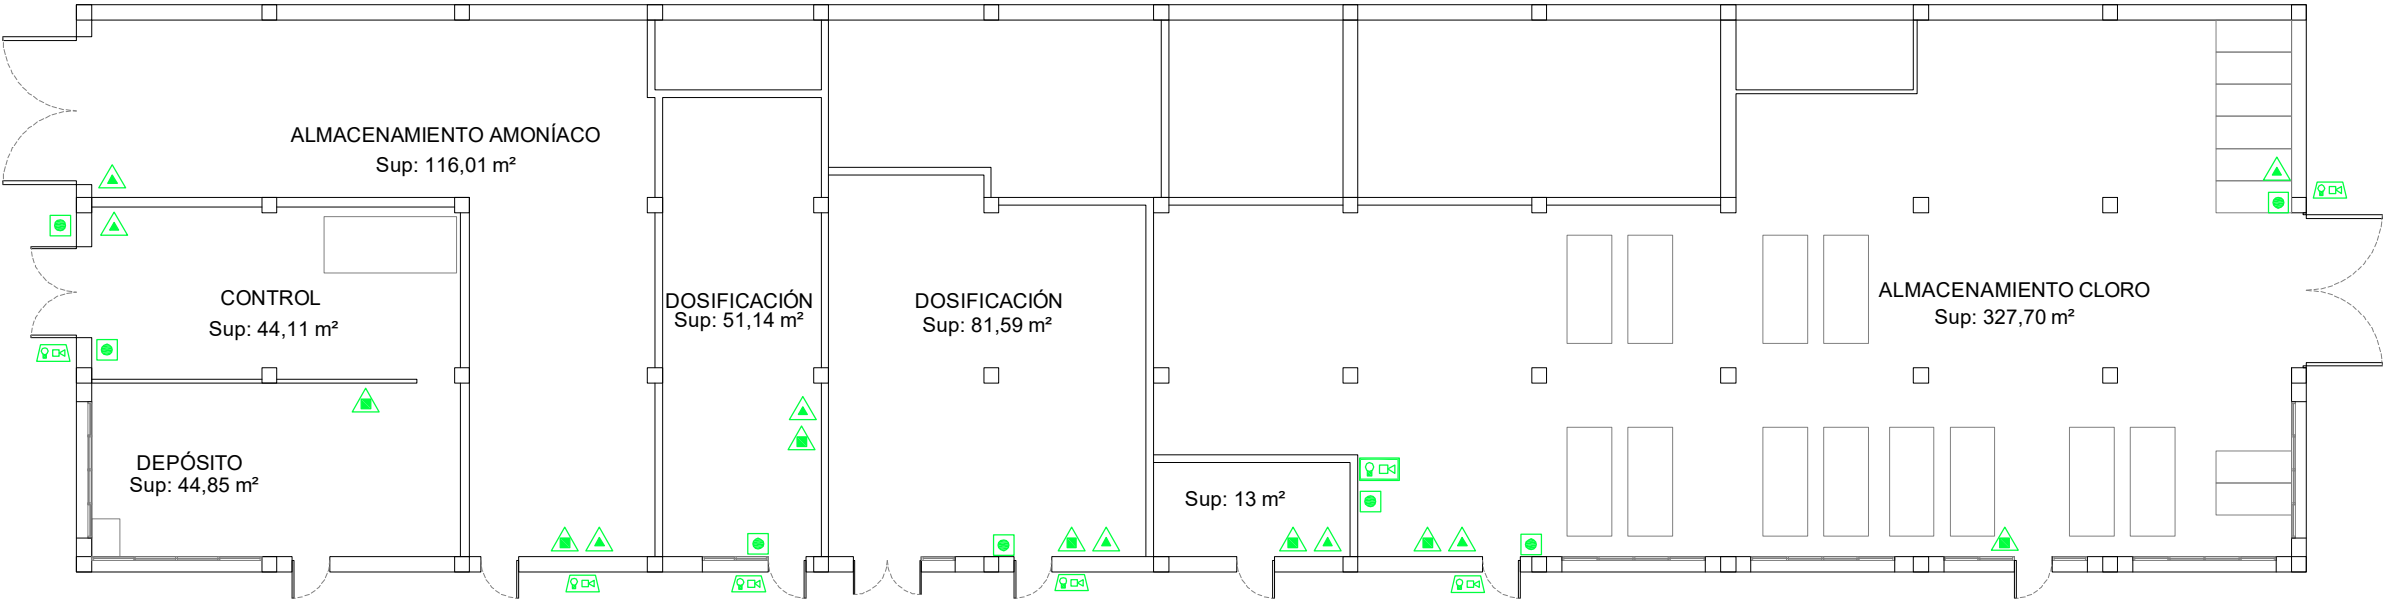 ALMACENAMIENTO AMONÍACO
Sup: 116,01 m²
CONTROL
Sup: 44,11 m²
DEPÓSITO
Sup: 44,85 m²
DOSIFICACIÓN
Sup: 51,14 m²
DOSIFICACIÓN
Sup: 81,59 m²
Sup: 13 m²
ALMACENAMIENTO CLORO
Sup: 327,70 m²